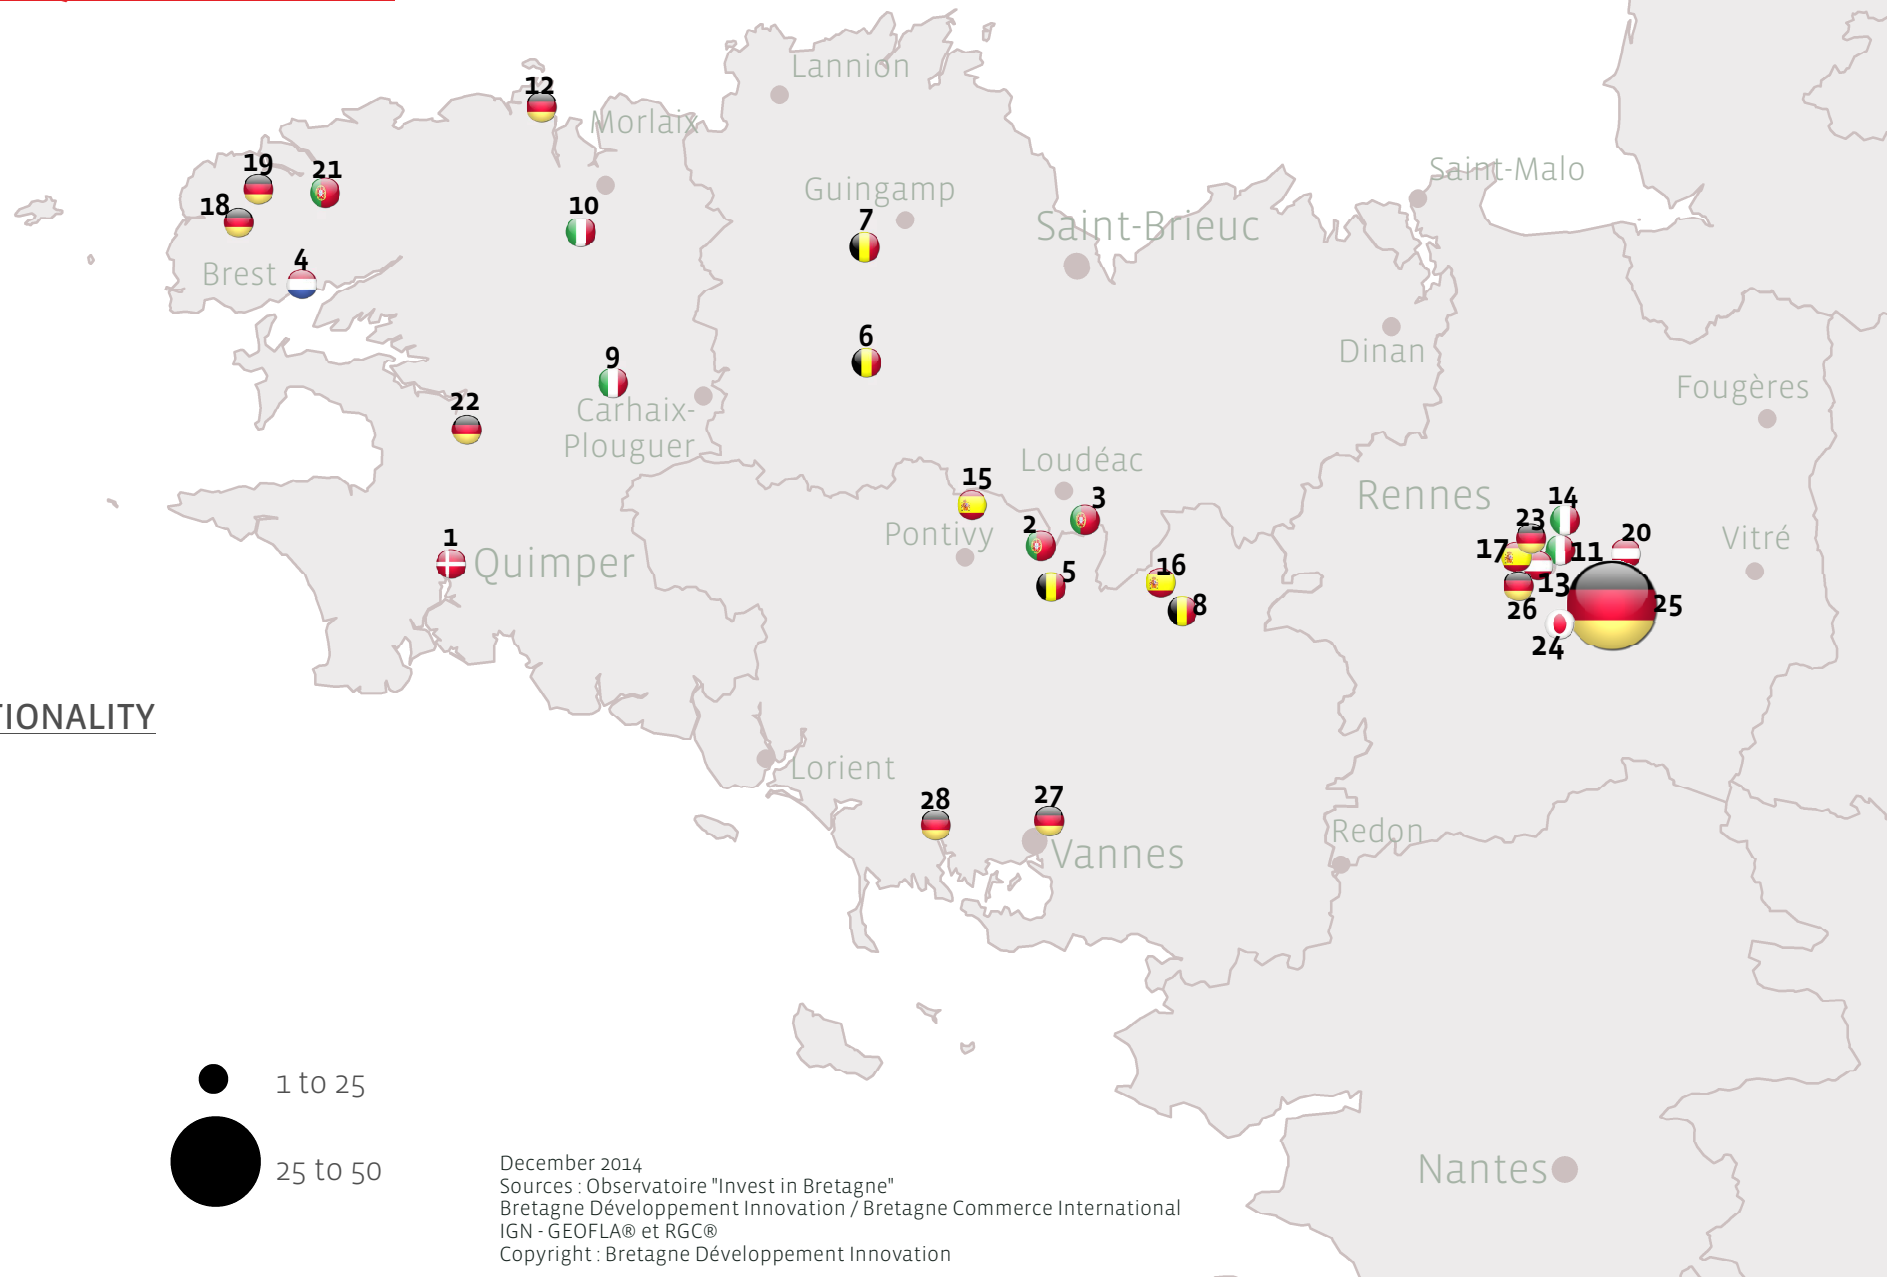 Lannion
12
Morlaix
19
21
18
10
Guingamp
7
Saint-Malo
Saint-Brieuc
Brest
4
6
Dinan
9
22
Carhaix-
Plouguer
Fougères
Loudéac
15
3
Rennes
14
2
Pontivy
23
20
Vitré
17
11
1
Quimper
5
16
13
8
26
25
24
TIONALITY
Lorient
28
27
Vannes
Redon
1 to 25
25 to 50
December 2014
Sources : Observatoire "Invest in Bretagne"
Bretagne Développement Innovation / Bretagne Commerce International
IGN - GEOFLA® et RGC®
Copyright : Bretagne Développement Innovation
Nantes